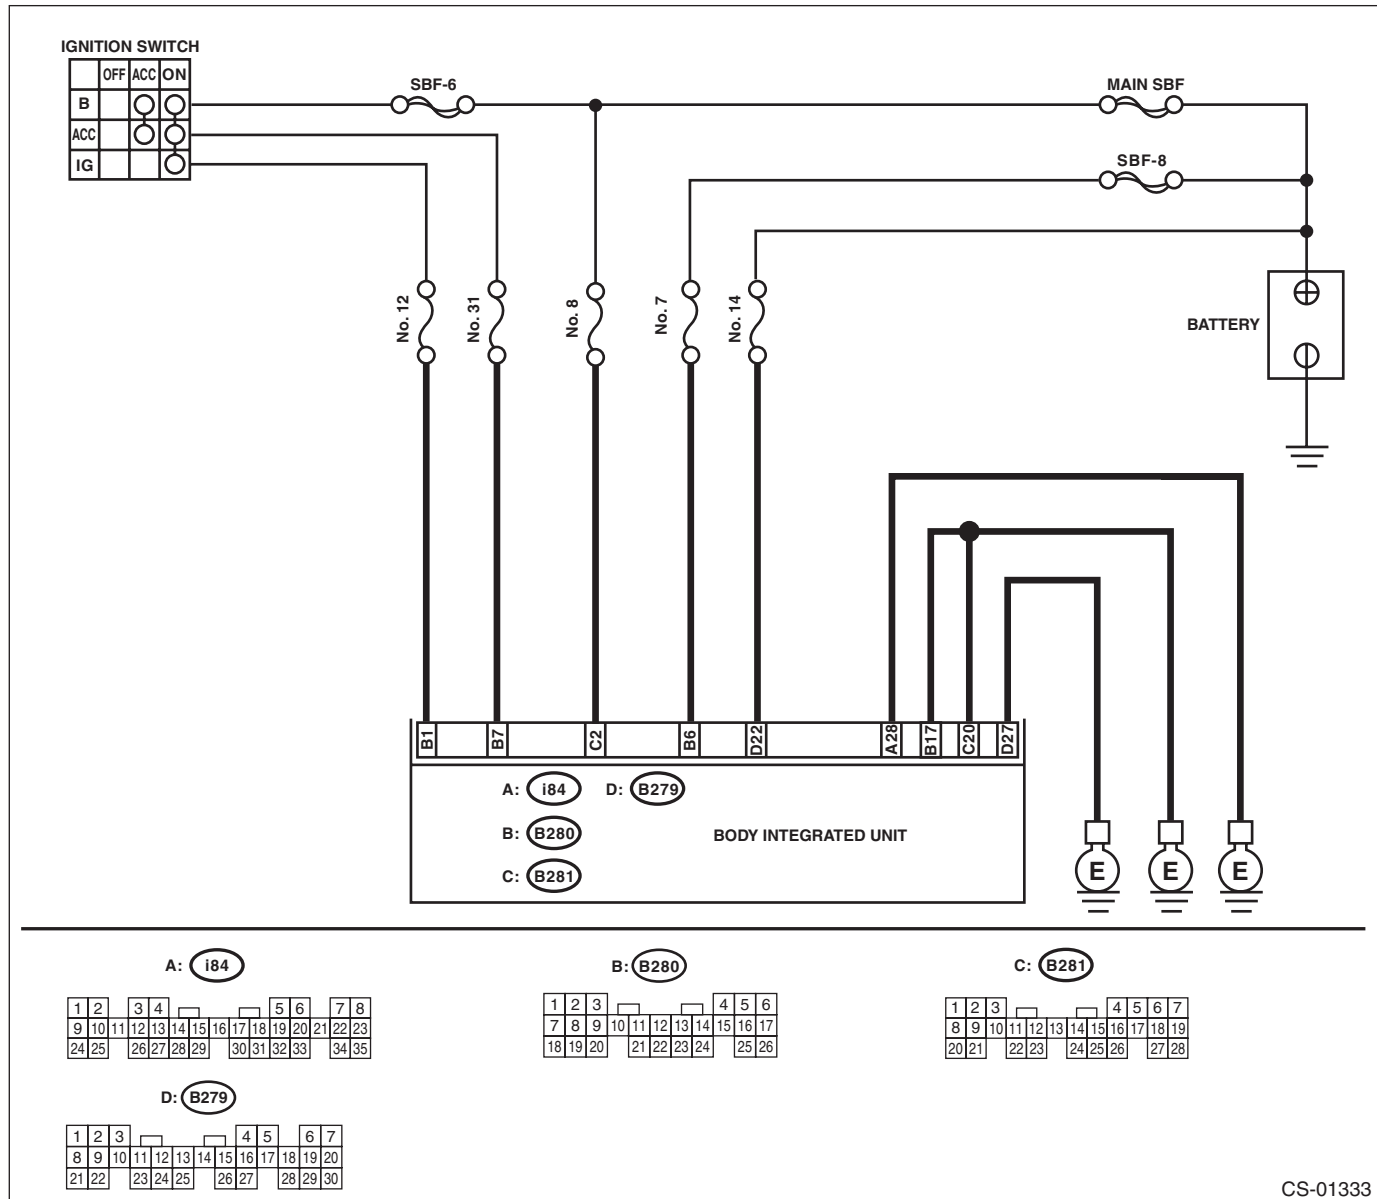 IGNITION SWITCH
OFF ACC ON
B
ACC
IG
SBF-6
MAIN SBF
SBF-8
No. 12
No. 31
No. 8
No. 7
No. 14
BATTERY
B1 B7 C2 B6 D22 A28 B17 C20 D27
A: i84 D: B279
B: B280
BODY INTEGRATED UNIT
C: B281
E E E
A: i84
1 2 3 4 5 6 7 8
9 10 11 12 13 14 15 16 17 18 19 20 21 22 23
24 25 26 27 28 29 30 31 32 33 34 35
B: B280
1 2 3 4 5 6
7 8 9 10 11 12 13 14 15 16 17
18 19 20 21 22 23 24 25 26
C: B281
1 2 3 4 5 6 7
8 9 10 11 12 13 14 15 16 17 18 19
20 21 22 23 24 25 26 27 28
D: B279
1 2 3 4 5 6 7
8 9 10 11 12 13 14 15 16 17 18 19 20
21 22 23 24 25 26 27 28 29 30
CS-01333